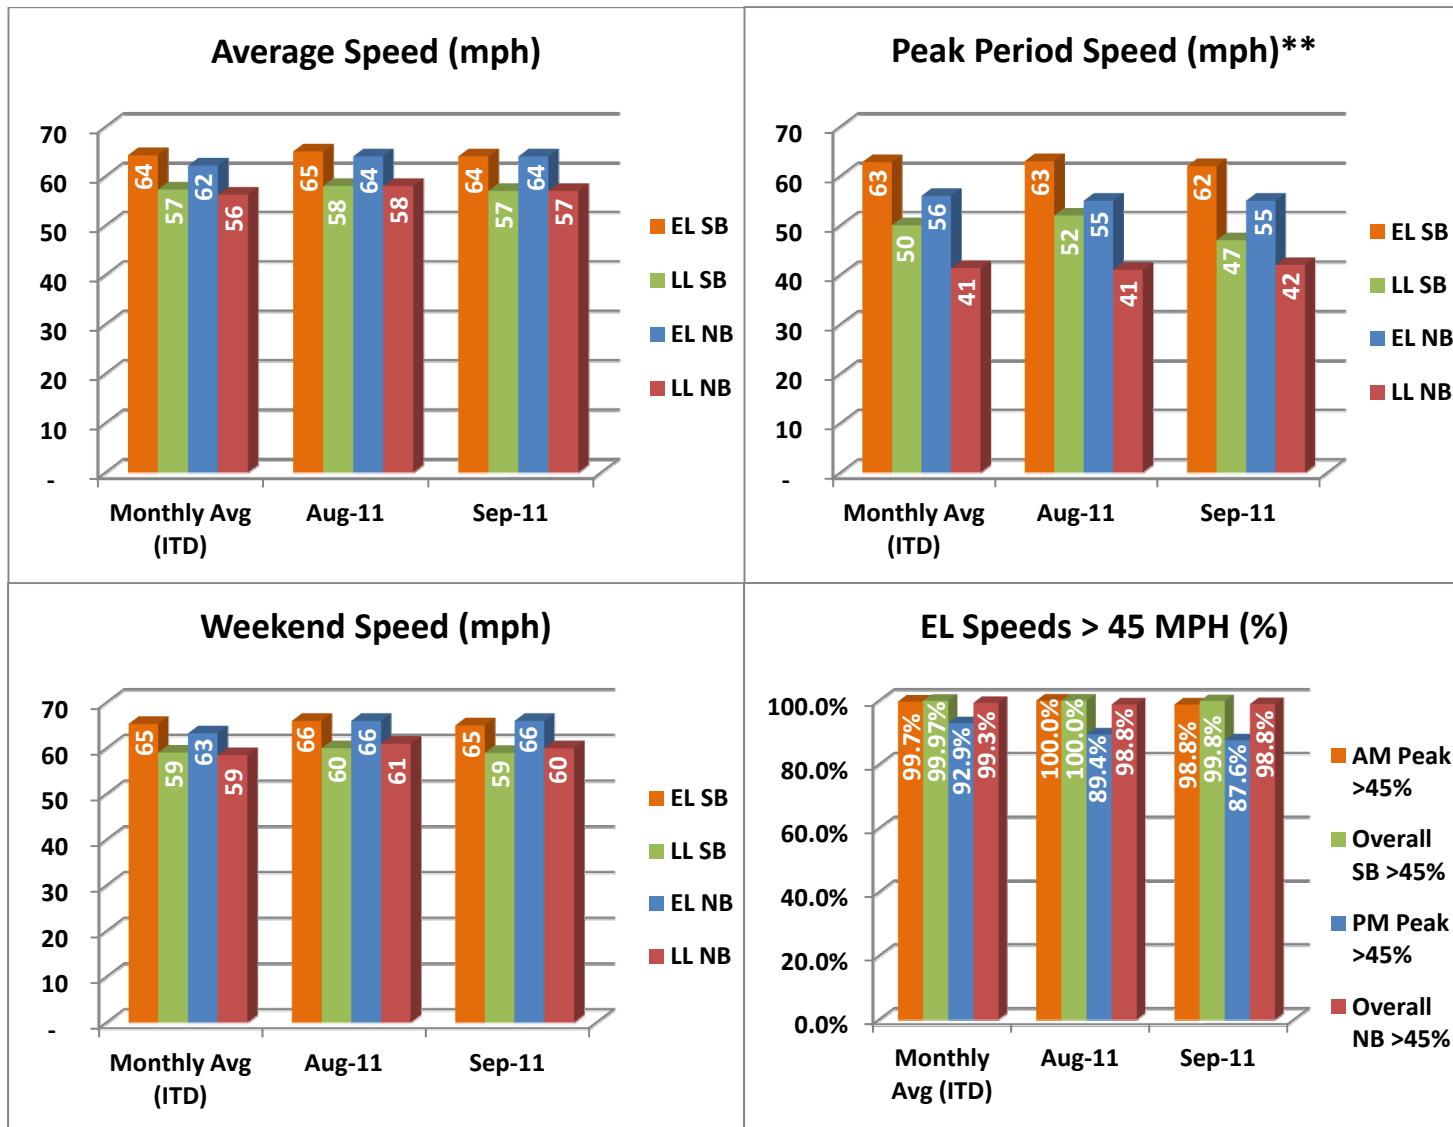 Average Speed (mph)
70
60
50
40
30
20
10
-
64
57
62
56
65
58
64
58
64
57
64
57
Monthly Avg
(ITD)
Aug-11
Sep-11
EL SB
LL SB
EL NB
LL NB
Peak Period Speed (mph)**
70
60
50
40
30
20
10
-
63
50
56
41
63
52
55
41
62
47
55
42
Monthly Avg
(ITD)
Aug-11
Sep-11
EL SB
LL SB
EL NB
LL NB
Weekend Speed (mph)
70
60
50
40
30
20
10
-
65
59
63
59
66
60
66
61
65
59
66
60
Monthly Avg
(ITD)
Aug-11
Sep-11
EL SB
LL SB
EL NB
LL NB
EL Speeds > 45 MPH (%)
100.0%
80.0%
60.0%
40.0%
20.0%
0.0%
99.7%
99.97%
92.9%
99.3%
100.0%
100.0%
89.4%
98.8%
98.8%
99.8%
87.6%
98.8%
Monthly
Avg (ITD)
Aug-11
Sep-11
AM Peak
>45%
Overall
SB >45%
PM Peak
>45%
Overall
NB >45%